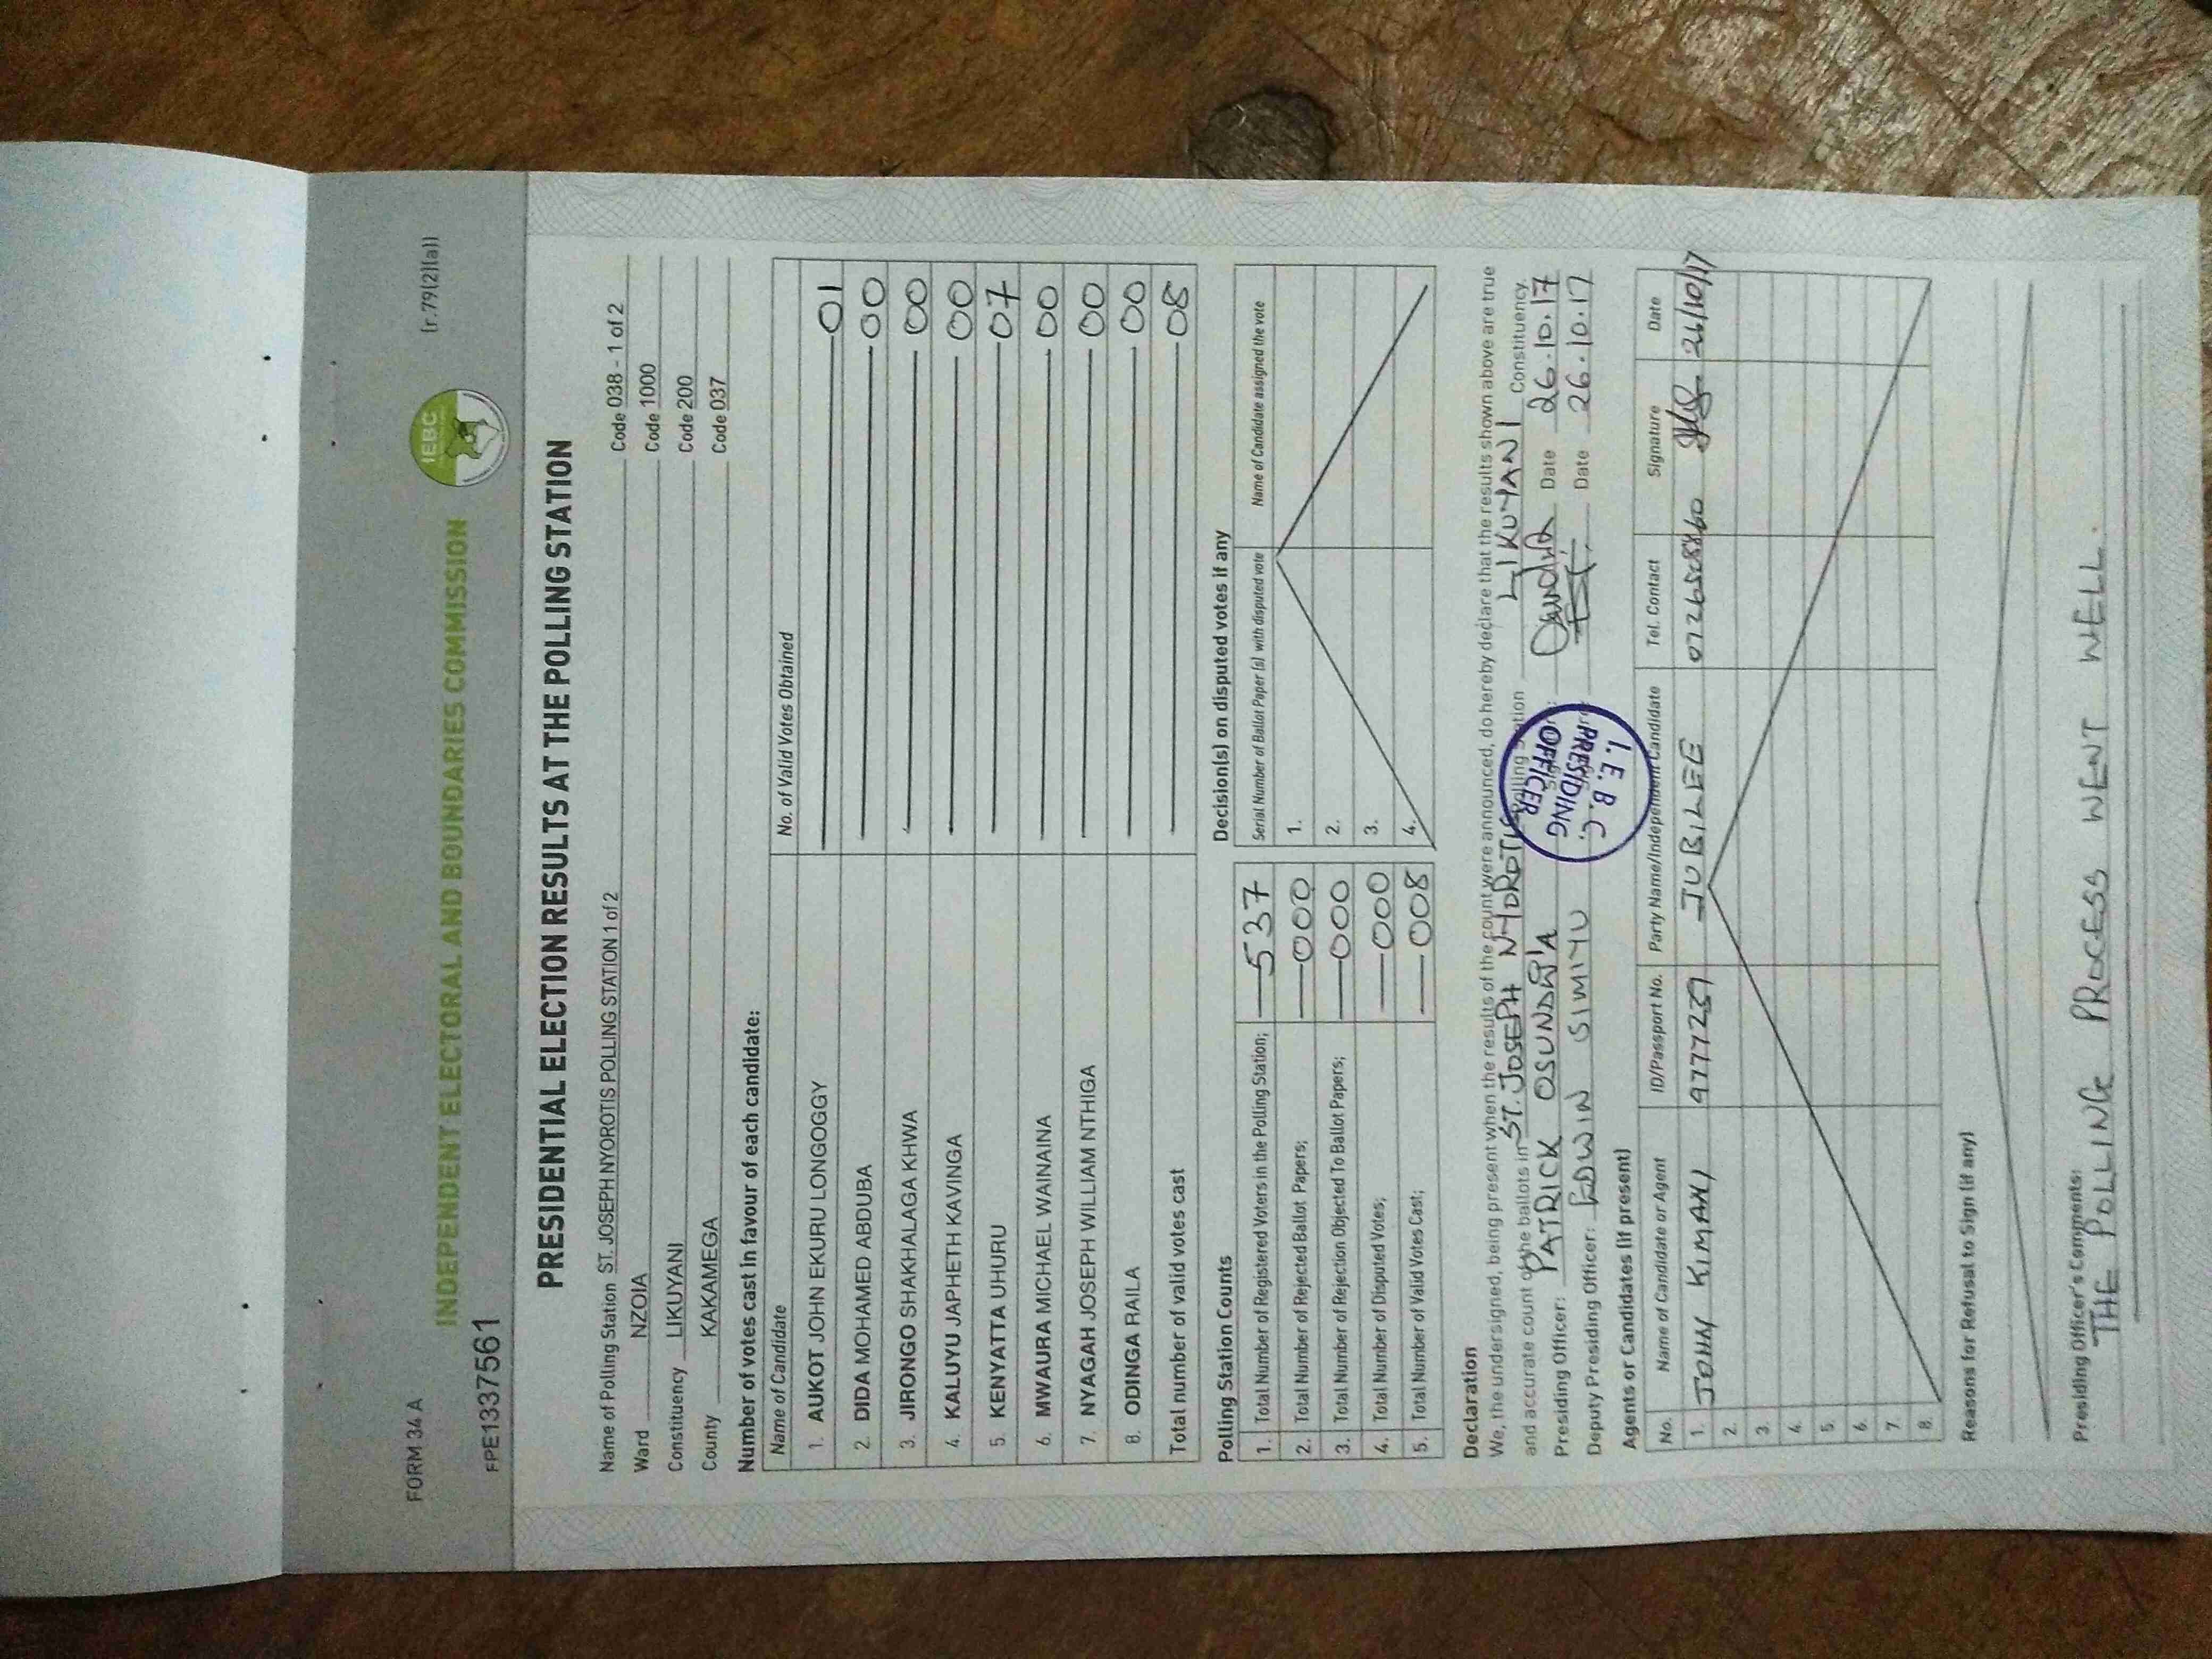 FORM 34 A
(r.79(2)(a))
IEBC
INDEPENDENT ELECTORAL AND BOUNDARIES COMMISSION
FPE1337561
PRESIDENTIAL ELECTION RESULTS AT THE POLLING STATION
Name of Polling Station ST. JOSEPH NYOROTIS POLLING STATION 1 of 2 Code 038 - 1 of 2
Ward NZOIA Code 1000
Constituency LIKUYANI Code 200
County KAKAMEGA Code 037
Number of votes cast in favour of each candidate:
Name of Candidate No. of Valid Votes Obtained
1. AUKOT JOHN EKURU LONGOGGY 01
2. DIDA MOHAMED ABDUBA 00
3. JIRONGO SHAKHALAGA KHWA 00
4. KALUYU JAPHETH KAVINGA 00
5. KENYATTA UHURU 07
6. MWAURA MICHAEL WAINAINA 00
7. NYAGAH JOSEPH WILLIAM NTHIGA 00
8. ODINGA RAILA 00
Total number of valid votes cast 08
Polling Station Counts
1. Total Number of Registered Voters in the Polling Station; 537
2. Total Number of Rejected Ballot Papers; 000
3. Total Number of Rejection Objected To Ballot Papers; 000
4. Total Number of Disputed Votes; 000
5. Total Number of Valid Votes Cast; 008
Decision(s) on disputed votes if any
Serial Number of Ballot Paper (s) with disputed vote Name of Candidate assigned the vote
1.
2.
3.
4.
Declaration
We, the undersigned, being present when the results of the count were announced, do hereby declare that the results shown above are true
and accurate count of the ballots in ST. JOSEPH NYOROTIS Polling Station LIKUYANI Constituency.
Presiding Officer: PATRICK OSUNDWA Date 26.10.17
Deputy Presiding Officer: EDWIN SIMIYU Date 26.10.17
I. E. B. C.
PRESIDING
OFFICER
Agents or Candidates (if present)
No. Name of Candidate or Agent ID/Passport No. Party Name/Independent Candidate Tel. Contact Signature Date
1. JOHN KIMANI 9777239 JUBILEE 26/10/17
2.
3.
4.
5.
6.
7.
8.
Reasons for Refusal to Sign (if any)
Presiding Officer's Comments:
THE POLLING PROCESS WENT WELL.